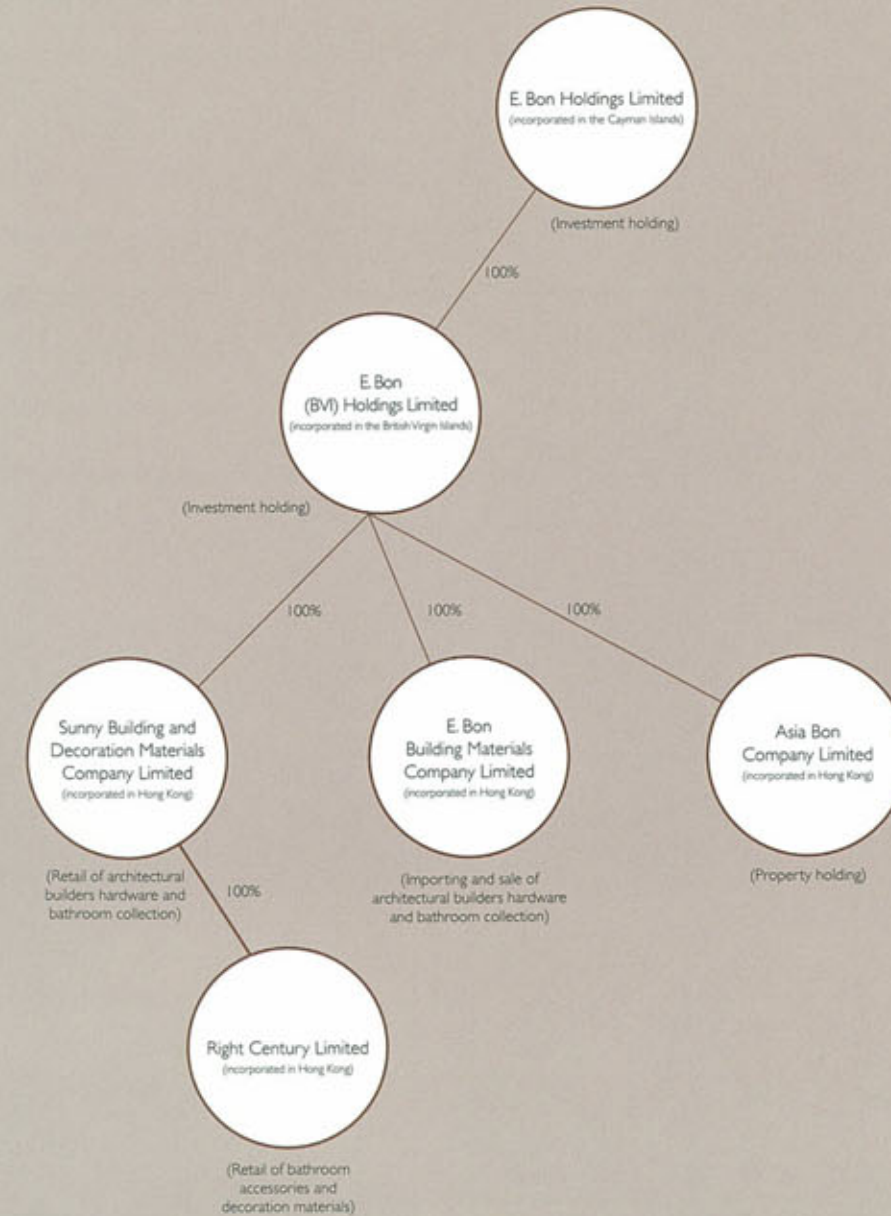 E. Bon Holdings Limited
(incorporated in the Cayman Islands)
(Investment holding)
100%
E. Bon
(BVI) Holdings Limited
(incorporated in the British Virgin Islands)
(Investment holding)
100%
100%
100%
Sunny Building and
Decoration Materials
Company Limited
(incorporated in Hong Kong)
(Retail of architectural
builders hardware and
bathroom collection)
E. Bon
Building Materials
Company Limited
(incorporated in Hong Kong)
(Importing and sale of
architectural builders hardware
and bathroom collection)
Asia Bon
Company Limited
(incorporated in Hong Kong)
(Property holding)
100%
Right Century Limited
(incorporated in Hong Kong)
(Retail of bathroom
accessories and
decoration materials)